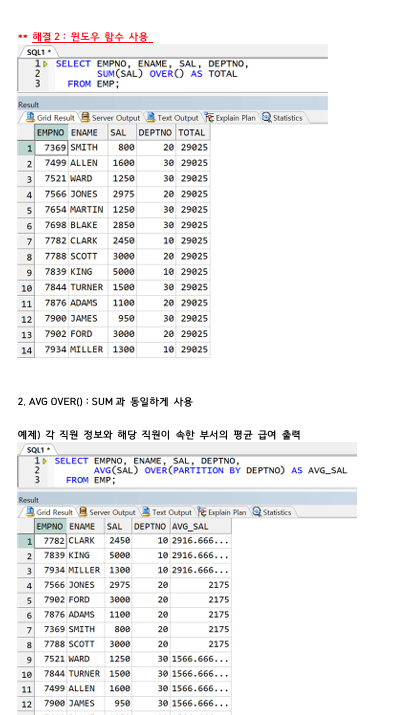 ** 해결 2 : 윈도우 함수 사용
SQL1 *
1 SELECT EMPNO, ENAME, SAL, DEPTNO,
2 SUM(SAL) OVER() AS TOTAL
3 FROM EMP;
Result
Grid Result Server Output Text Output Explain Plan Statistics
EMPNO ENAME SAL DEPTNO TOTAL
1 7369 SMITH 800 20 29025
2 7499 ALLEN 1600 30 29025
3 7521 WARD 1250 30 29025
4 7566 JONES 2975 20 29025
5 7654 MARTIN 1250 30 29025
6 7698 BLAKE 2850 30 29025
7 7782 CLARK 2450 10 29025
8 7788 SCOTT 3000 20 29025
9 7839 KING 5000 10 29025
10 7844 TURNER 1500 30 29025
11 7876 ADAMS 1100 20 29025
12 7900 JAMES 950 30 29025
13 7902 FORD 3000 20 29025
14 7934 MILLER 1300 10 29025
2. AVG OVER() : SUM 과 동일하게 사용
예제) 각 직원 정보와 해당 직원이 속한 부서의 평균 급여 출력
SQL1 *
1 SELECT EMPNO, ENAME, SAL, DEPTNO,
2 AVG(SAL) OVER(PARTITION BY DEPTNO) AS AVG_SAL
3 FROM EMP;
Result
Grid Result Server Output Text Output Explain Plan Statistics
EMPNO ENAME SAL DEPTNO AVG_SAL
1 7782 CLARK 2450 10 2916.666...
2 7839 KING 5000 10 2916.666...
3 7934 MILLER 1300 10 2916.666...
4 7566 JONES 2975 20 2175
5 7902 FORD 3000 20 2175
6 7876 ADAMS 1100 20 2175
7 7369 SMITH 800 20 2175
8 7788 SCOTT 3000 20 2175
9 7521 WARD 1250 30 1566.666...
10 7844 TURNER 1500 30 1566.666...
11 7499 ALLEN 1600 30 1566.666...
12 7900 JAMES 950 30 1566.666...